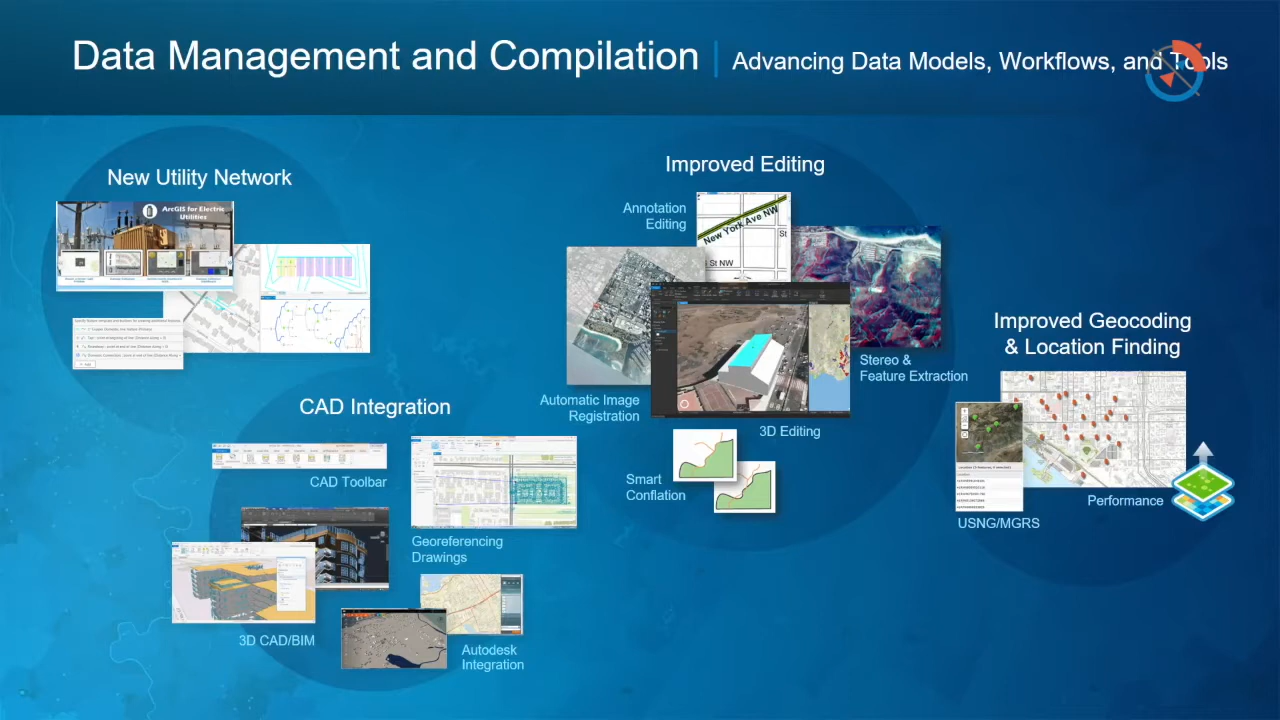 Data Management and Compilation | Advancing Data Models, Workflows, and Tools
New Utility Network
ArcGIS for Electric
Utilities
Improved Editing
Annotation
Editing
New York Ave NW
St
St NW
Automatic Image
Registration
Stereo &
Feature Extraction
3D Editing
Smart
Conflation
Improved Geocoding
& Location Finding
Performance
USNG/MGRS
CAD Integration
CAD Toolbar
Georeferencing
Drawings
3D CAD/BIM
Autodesk
Integration